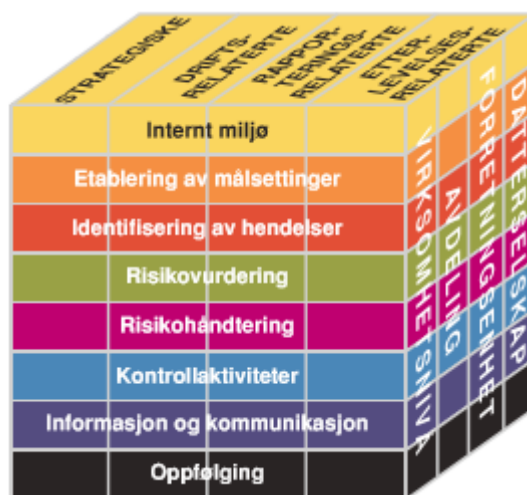 STRATEGISKE
DRIFTS-
RELATERTE
RAPPOR-
TERINGS-
RELATERTE
ETTER-
LEVELSES-
RELATERTE
Internt miljø
Etablering av målsettinger
Identifisering av hendelser
Risikovurdering
Risikohåndtering
Kontrollaktiviteter
Informasjon og kommunikasjon
Oppfølging
VIRKSOMHETSNIVÅ
AVDELING
FORRETNINGSENHET
DATTERSELSKAP